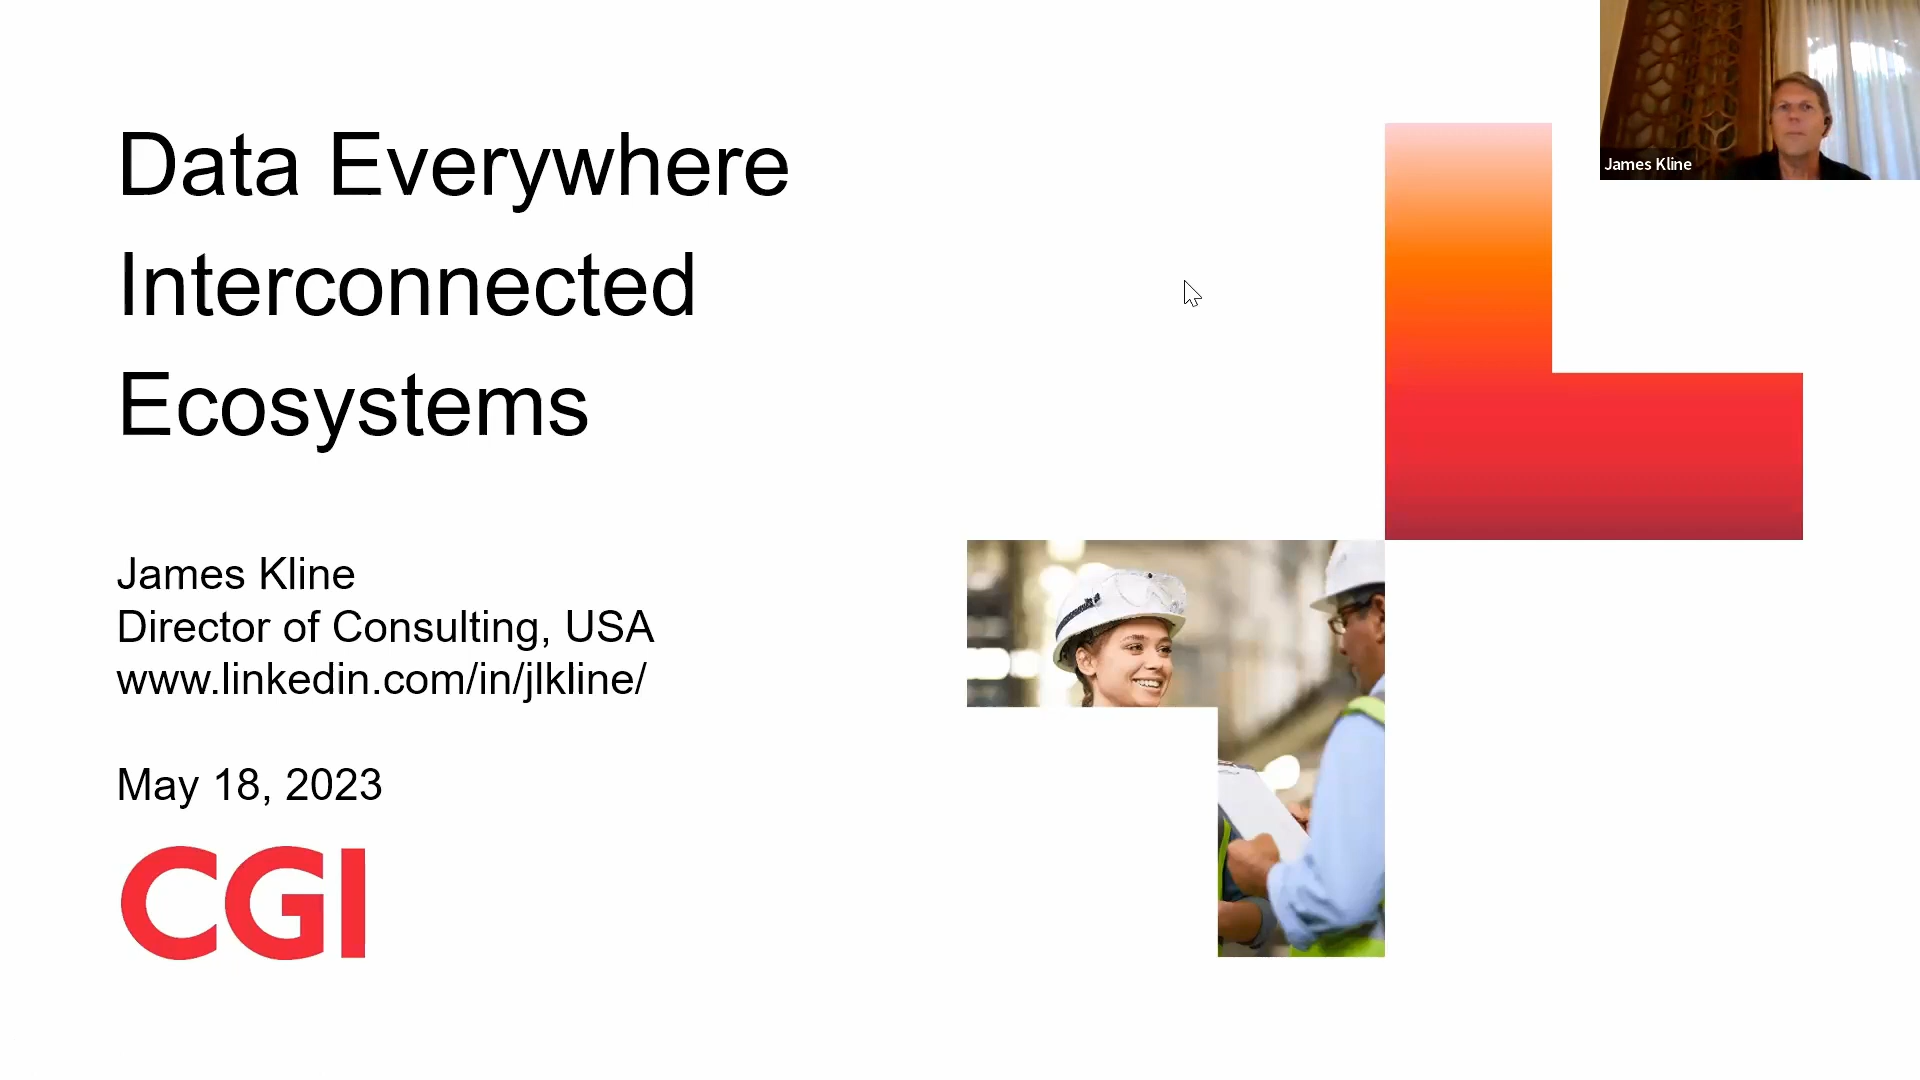 Data Everywhere
Interconnected
Ecosystems
James Kline
Director of Consulting, USA
www.linkedin.com/in/jlkline/
May 18, 2023
CGI
James Kline